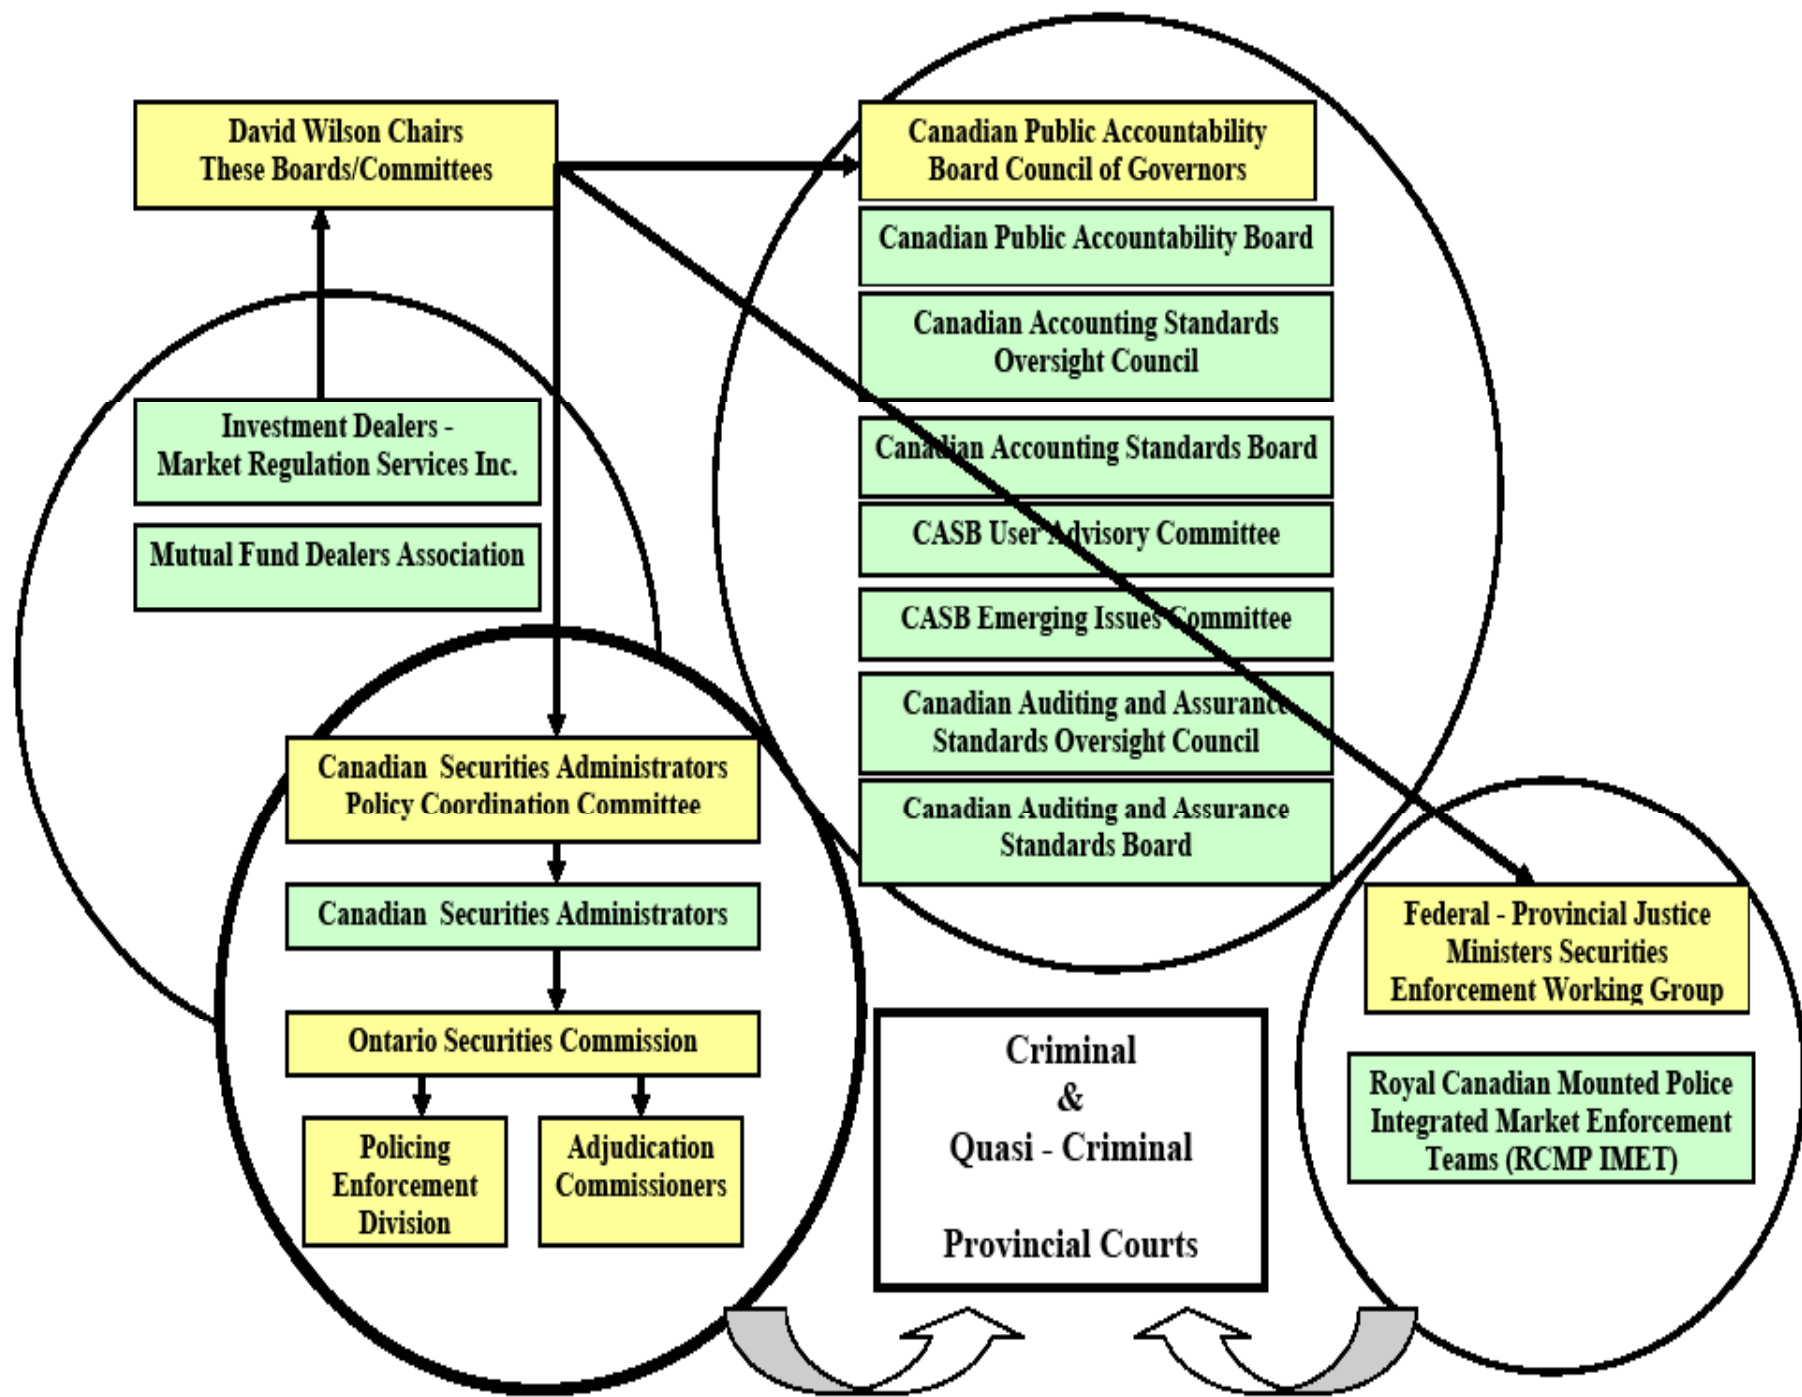 David Wilson Chairs
These Boards/Committees
Canadian Public Accountability
Board Council of Governors
Canadian Public Accountability Board
Canadian Accounting Standards
Oversight Council
Investment Dealers -
Market Regulation Services Inc.
Canadian Accounting Standards Board
Mutual Fund Dealers Association
CASB User Advisory Committee
CASB Emerging Issues Committee
Canadian Auditing and Assurance
Standards Oversight Council
Canadian Securities Administrators
Policy Coordination Committee
Canadian Auditing and Assurance
Standards Board
Canadian Securities Administrators
Federal - Provincial Justice
Ministers Securities
Enforcement Working Group
Ontario Securities Commission
Criminal
&
Quasi - Criminal
Provincial Courts
Royal Canadian Mounted Police
Integrated Market Enforcement
Teams (RCMP IMET)
Policing
Enforcement
Division
Adjudication
Commissioners